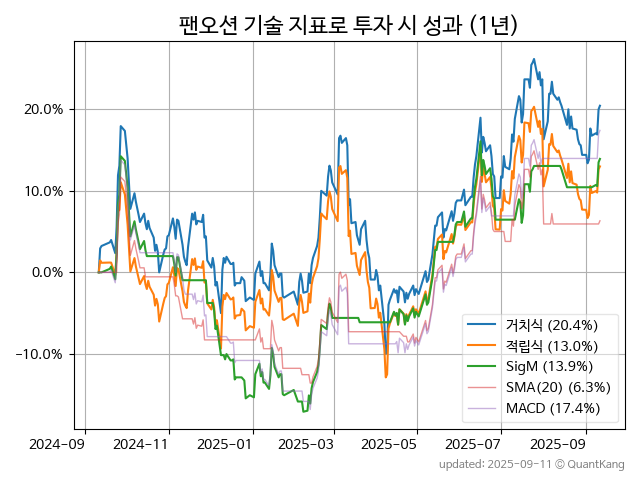 팬오션 기술 지표로 투자 시 성과 (1년)
20.0%
10.0%
0.0%
−10.0%
2024-09
2024-11
2025-01
2025-03
2025-05
2025-07
2025-09
거치식 (20.4%)
적립식 (13.0%)
SigM (13.9%)
SMA(20) (6.3%)
MACD (17.4%)
updated: 2025-09-11 ⓒ QuantKang